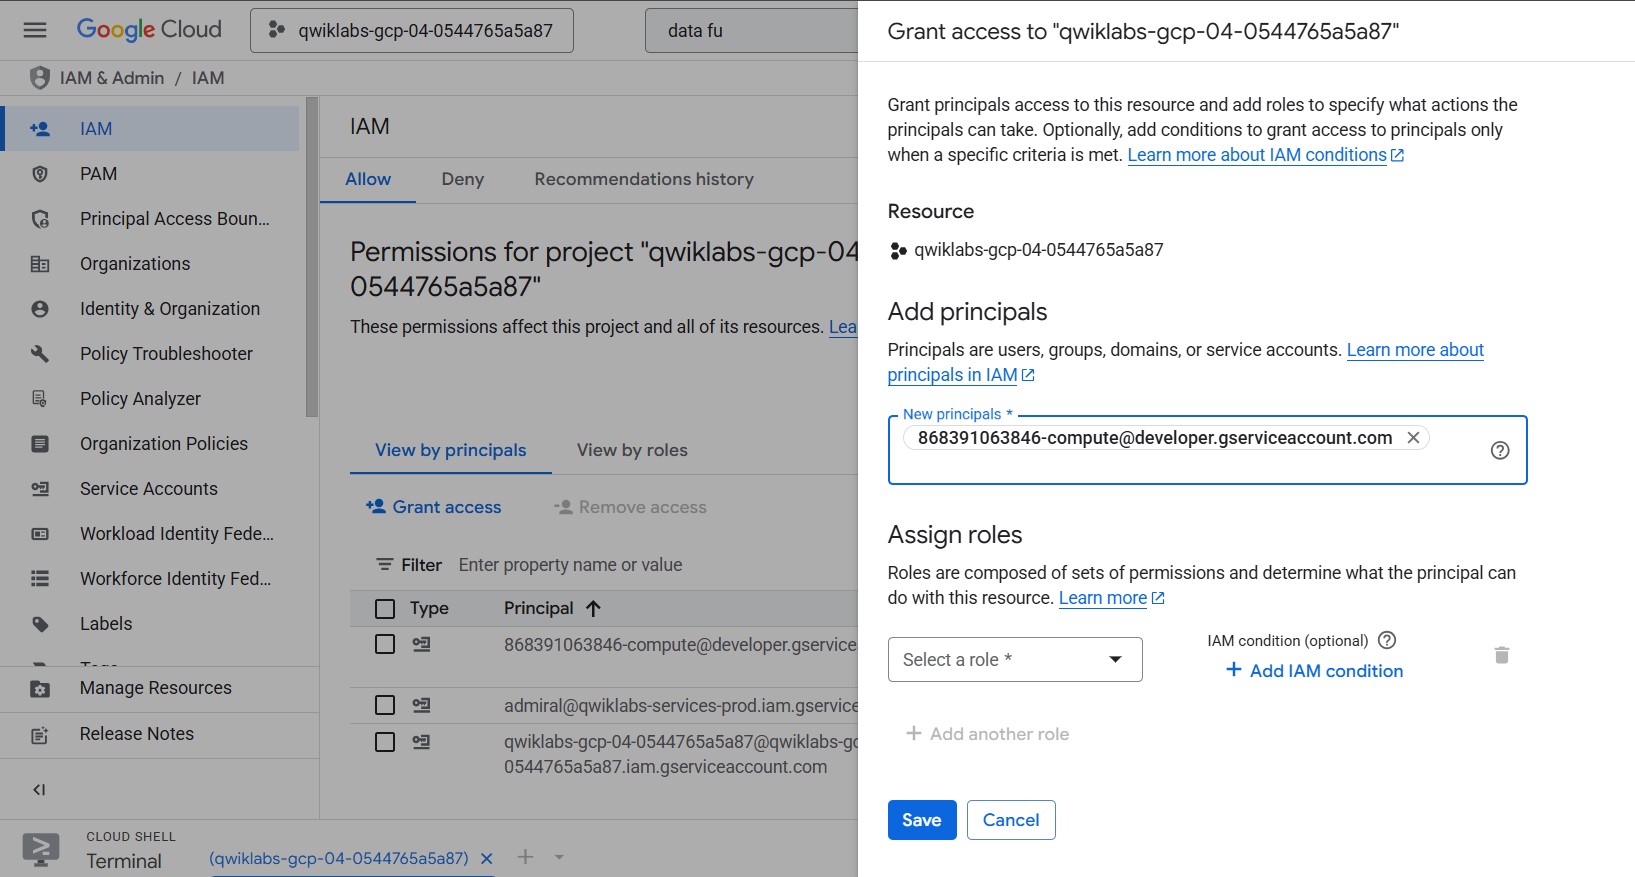 Google Cloud
qwiklabs-gcp-04-0544765a5a87
data fu
IAM & Admin / IAM
IAM
PAM
Principal Access Boun...
Organizations
Identity & Organization
Policy Troubleshooter
Policy Analyzer
Organization Policies
Service Accounts
Workload Identity Fede...
Workforce Identity Fed...
Labels
Tags
Manage Resources
Release Notes
IAM
Allow
Deny
Recommendations history
Permissions for project "qwiklabs-gcp-04
0544765a5a87"
These permissions affect this project and all of its resources. Lea
View by principals
View by roles
Grant access
Remove access
Filter Enter property name or value
Type Principal
868391063846-compute@developer.gservice
admiral@qwiklabs-services-prod.iam.gservice
qwiklabs-gcp-04-0544765a5a87@qwiklabs-gc
0544765a5a87.iam.gserviceaccount.com
CLOUD SHELL
Terminal
(qwiklabs-gcp-04-0544765a5a87)
Grant access to "qwiklabs-gcp-04-0544765a5a87"
Grant principals access to this resource and add roles to specify what actions the
principals can take. Optionally, add conditions to grant access to principals only
when a specific criteria is met. Learn more about IAM conditions
Resource
qwiklabs-gcp-04-0544765a5a87
Add principals
Principals are users, groups, domains, or service accounts. Learn more about
principals in IAM
New principals *
868391063846-compute@developer.gserviceaccount.com
Assign roles
Roles are composed of sets of permissions and determine what the principal can
do with this resource. Learn more
Select a role *
IAM condition (optional)
+ Add IAM condition
+ Add another role
Save
Cancel